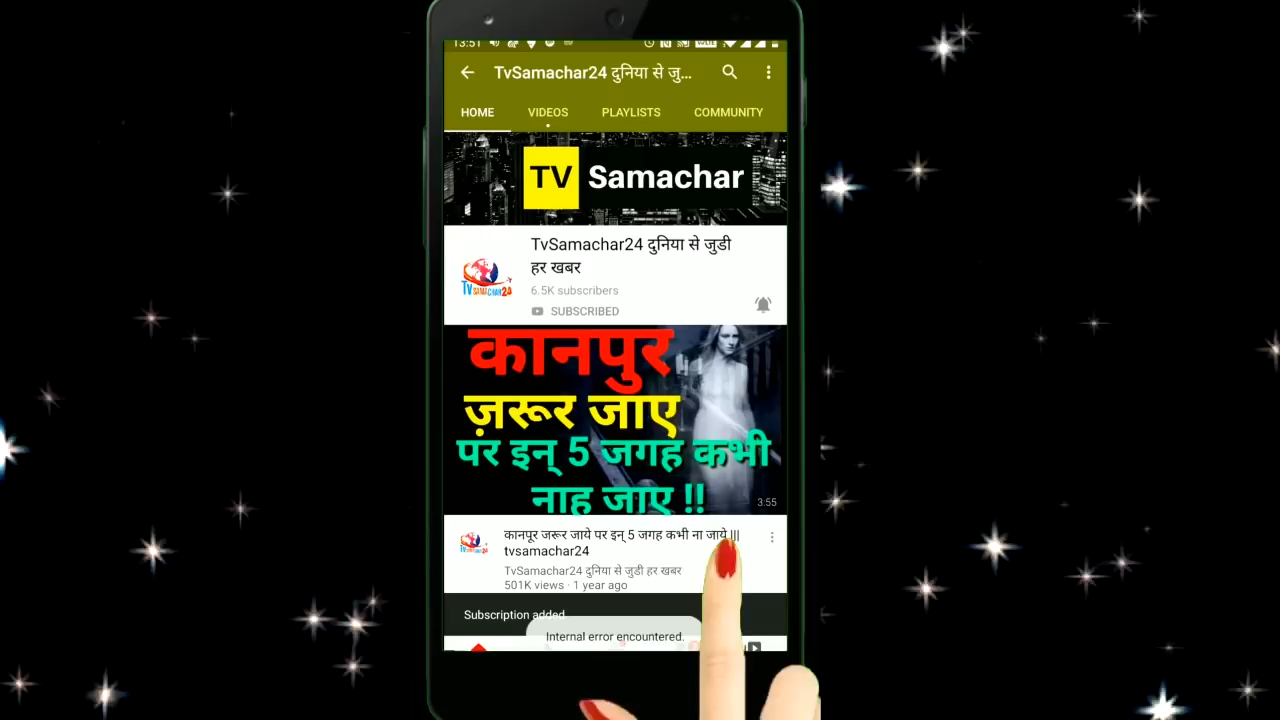 13:51
TvSamachar24 दुनिया से जु...
HOME VIDEOS PLAYLISTS COMMUNITY
TV Samachar
TvSamachar24 दुनिया से जुडी
हर खबर
6.5K subscribers
SUBSCRIBED
TV SAMACHAR24
कानपुर
ज़रूर जाए
पर इन् 5 जगह कभी
नाह जाए !!
3:55
कानपूर जरूर जाये पर इन् 5 जगह कभी ना जाये |||
tvsamachar24
TvSamachar24 दुनिया से जुडी हर खबर
501K views · 1 year ago
Subscription added
Internal error encountered.